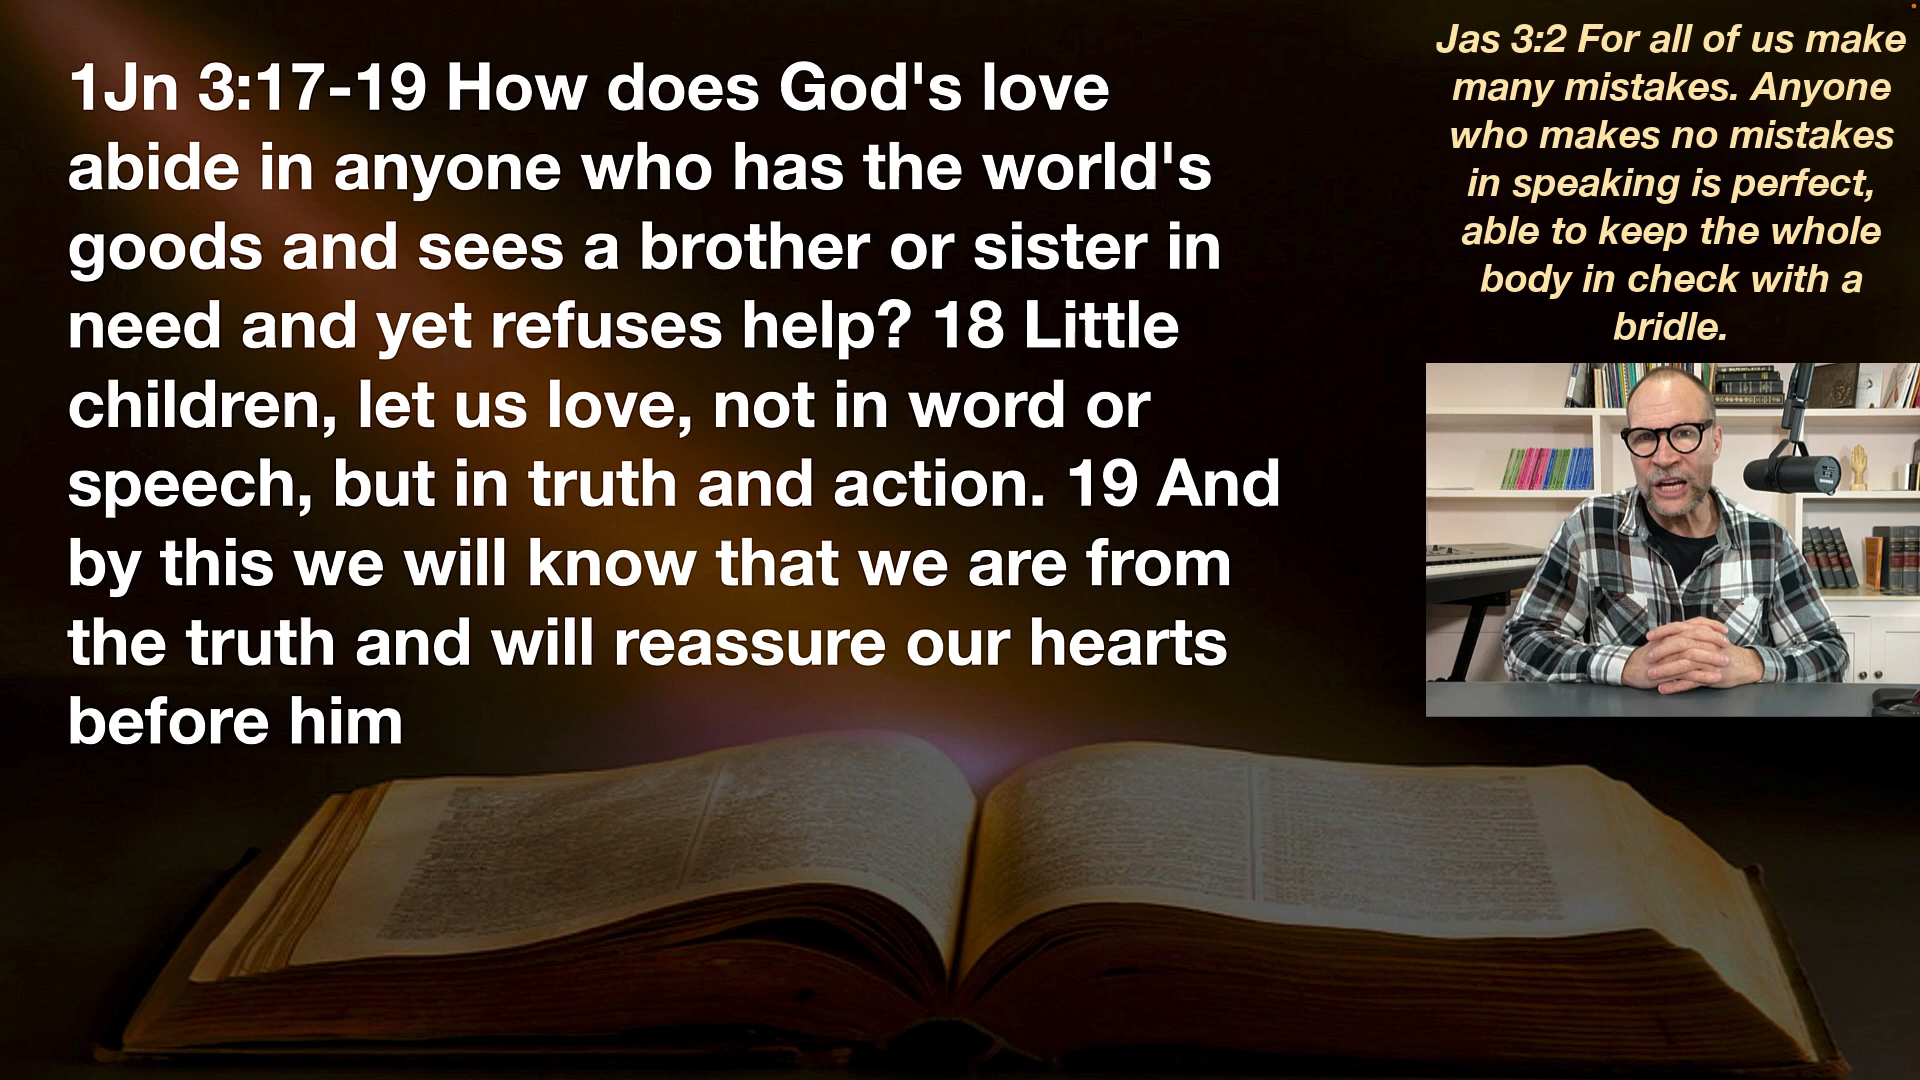 1Jn 3:17-19 How does God's love
abide in anyone who has the world's
goods and sees a brother or sister in
need and yet refuses help? 18 Little
children, let us love, not in word or
speech, but in truth and action. 19 And
by this we will know that we are from
the truth and will reassure our hearts
before him
Jas 3:2 For all of us make
many mistakes. Anyone
who makes no mistakes
in speaking is perfect,
able to keep the whole
body in check with a
bridle.